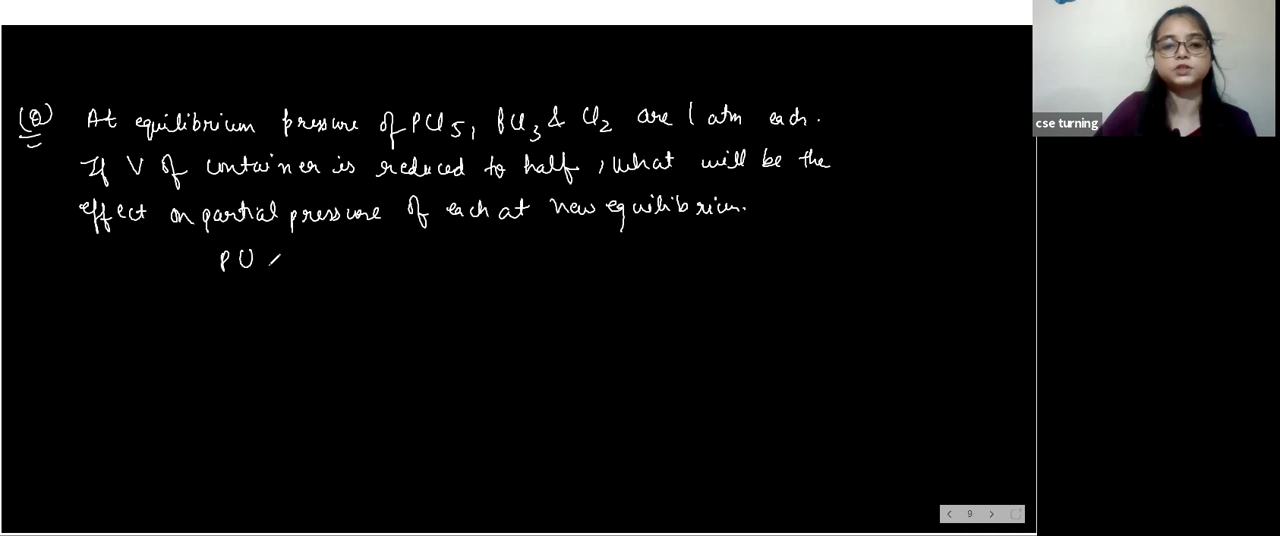 (Q) At equilibrium pressure of PCl5, PCl3 & Cl2 are 1 atm each.
If V of container is reduced to half, what will be the
effect on partial pressure of each at new equilibrium.
cse turning
9